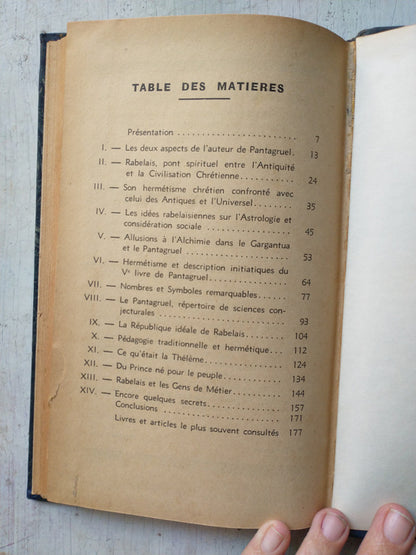 TABLE DES MATIERES
Présentation . . . . . . . . . . . . . . . . . . . . 7
I. — Les deux aspects de l'auteur de Pantagruel. 13
II. — Rabelais, pont spirituel entre l'Antiquité
et la Civilisation Chrétienne. . . . . . . . . . . 24
III. — Son hermétisme chrétien confronté avec
celui des Antiques et l'Universel . . . . . . . 35
IV. — Les idées rabelaisiennes sur l'Astrologie et
considération sociale . . . . . . . . . . . . . . . 45
V. — Allusions à l'Alchimie dans le Gargantua
et le Pantagruel . . . . . . . . . . . . . . . . . . 53
VI. — Hermétisme et description initiatiques du
Ve livre de Pantagruel . . . . . . . . . . . . . 64
VII. — Nombres et Symboles remarquables. . . . . 77
VIII. — Le Pantagruel, répertoire de sciences con-
jecturales . . . . . . . . . . . . . . . . . . . . . . 93
IX. — La République idéale de Rabelais . . . . . . 104
X. — Pédagogie traditionnelle et hermétique. . . 112
XI. — Ce qu'était la Thélème. . . . . . . . . . . . . 124
XII. — Du Prince né pour le peuple. . . . . . . . . 134
XIII. — Rabelais et les Gens de Métier . . . . . . . 144
XIV. — Encore quelques secrets. . . . . . . . . . . . 157
Conclusions . . . . . . . . . . . . . . . . . . . . 171
Livres et articles le plus souvent consultés 177